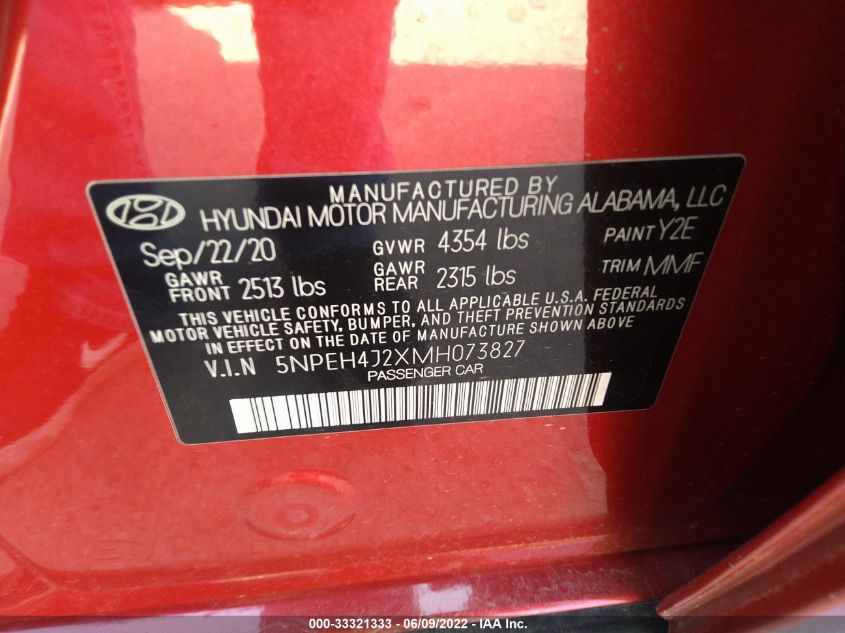 MANUFACTURED BY
HYUNDAI MOTOR MANUFACTURING ALABAMA, LLC
Sep/22/20 GVWR 4354 lbs PAINT Y2E
GAWR FRONT 2513 lbs GAWR REAR 2315 lbs TRIM MMF
THIS VEHICLE CONFORMS TO ALL APPLICABLE U.S.A. FEDERAL
MOTOR VEHICLE SAFETY, BUMPER, AND THEFT PREVENTION STANDARDS
IN EFFECT ON THE DATE OF MANUFACTURE SHOWN ABOVE
V.I.N 5NPEH4J2XMH073827
PASSENGER CAR
000-33321333 - 06/09/2022 - IAA Inc.